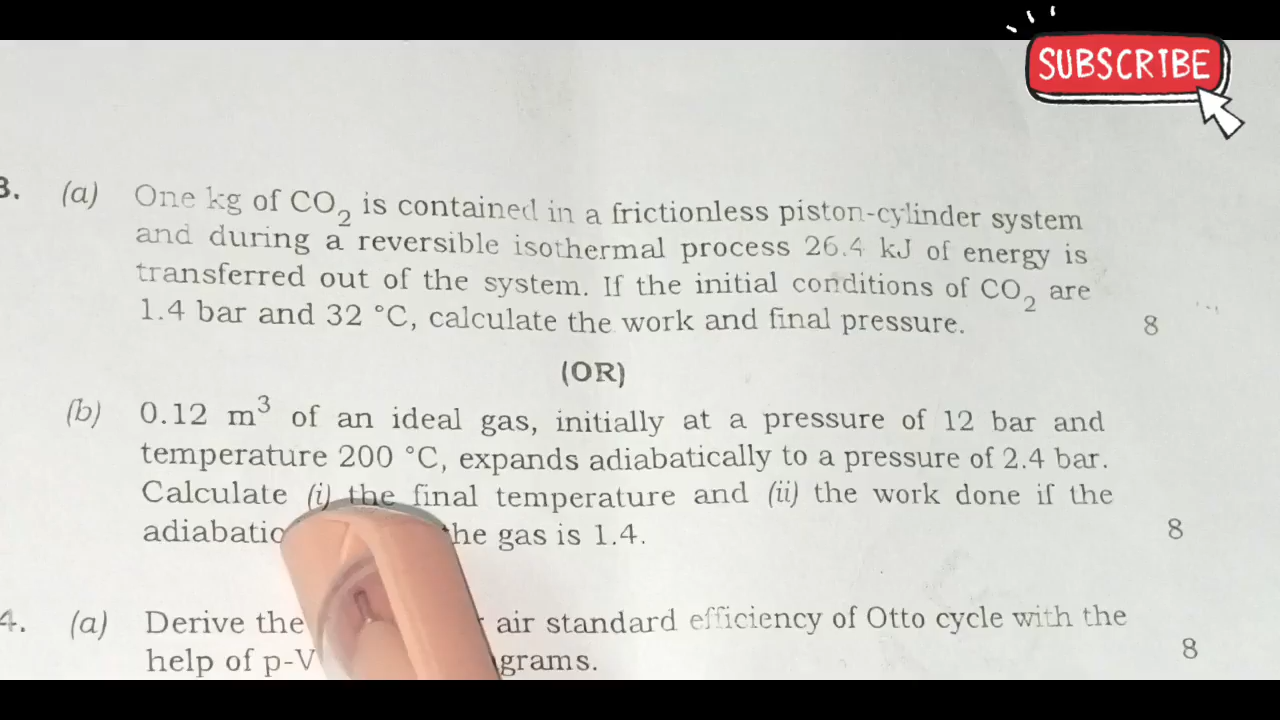 SUBSCRIBE
3. (a) One kg of CO₂ is contained in a frictionless piston-cylinder system
and during a reversible isothermal process 26.4 kJ of energy is
transferred out of the system. If the initial conditions of CO₂ are
1.4 bar and 32 °C, calculate the work and final pressure. 8
(OR)
(b) 0.12 m³ of an ideal gas, initially at a pressure of 12 bar and
temperature 200 °C, expands adiabatically to a pressure of 2.4 bar.
Calculate (i) the final temperature and (ii) the work done if the
gas is 1.4. 8
4. (a) Derive the air standard efficiency of Otto cycle with the
help of p-V 8